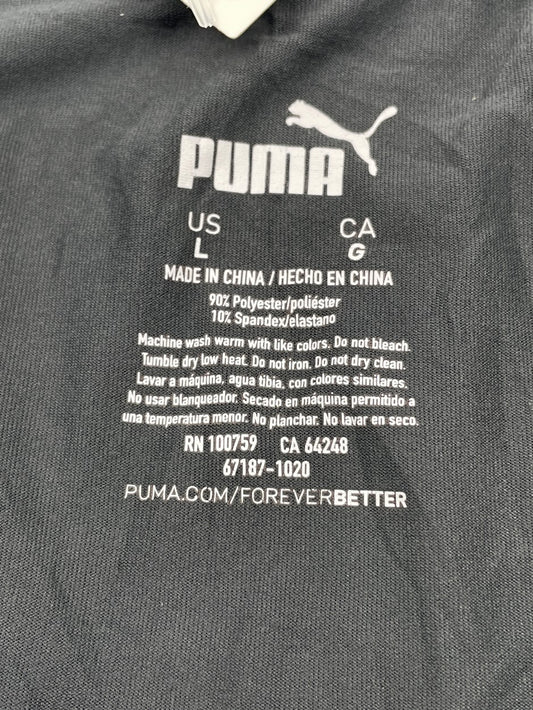 PUMA
US CA
L G
MADE IN CHINA / HECHO EN CHINA
90% Polyester/poliéster
10% Spandex/elastano
Machine wash warm with like colors. Do not bleach.
Tumble dry low heat. Do not iron. Do not dry clean.
Lavar a máquina, agua tibia, con colores similares.
No usar blanqueador. Secado en máquina permitido a
una temperatura menor. No planchar. No lavar en seco.
RN 100759 CA 64248
67187-1020
PUMA.COM/FOREVERBETTER